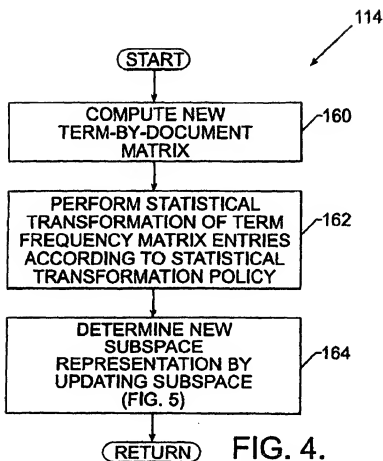 114
START
COMPUTE NEW
TERM-BY-DOCUMENT
MATRIX
160
PERFORM STATISTICAL
TRANSFORMATION OF TERM
FREQUENCY MATRIX ENTRIES
ACCORDING TO STATISTICAL
TRANSFORMATION POLICY
162
DETERMINE NEW
SUBSPACE
REPRESENTATION BY
UPDATING SUBSPACE
(FIG. 5)
164
RETURN
FIG. 4.